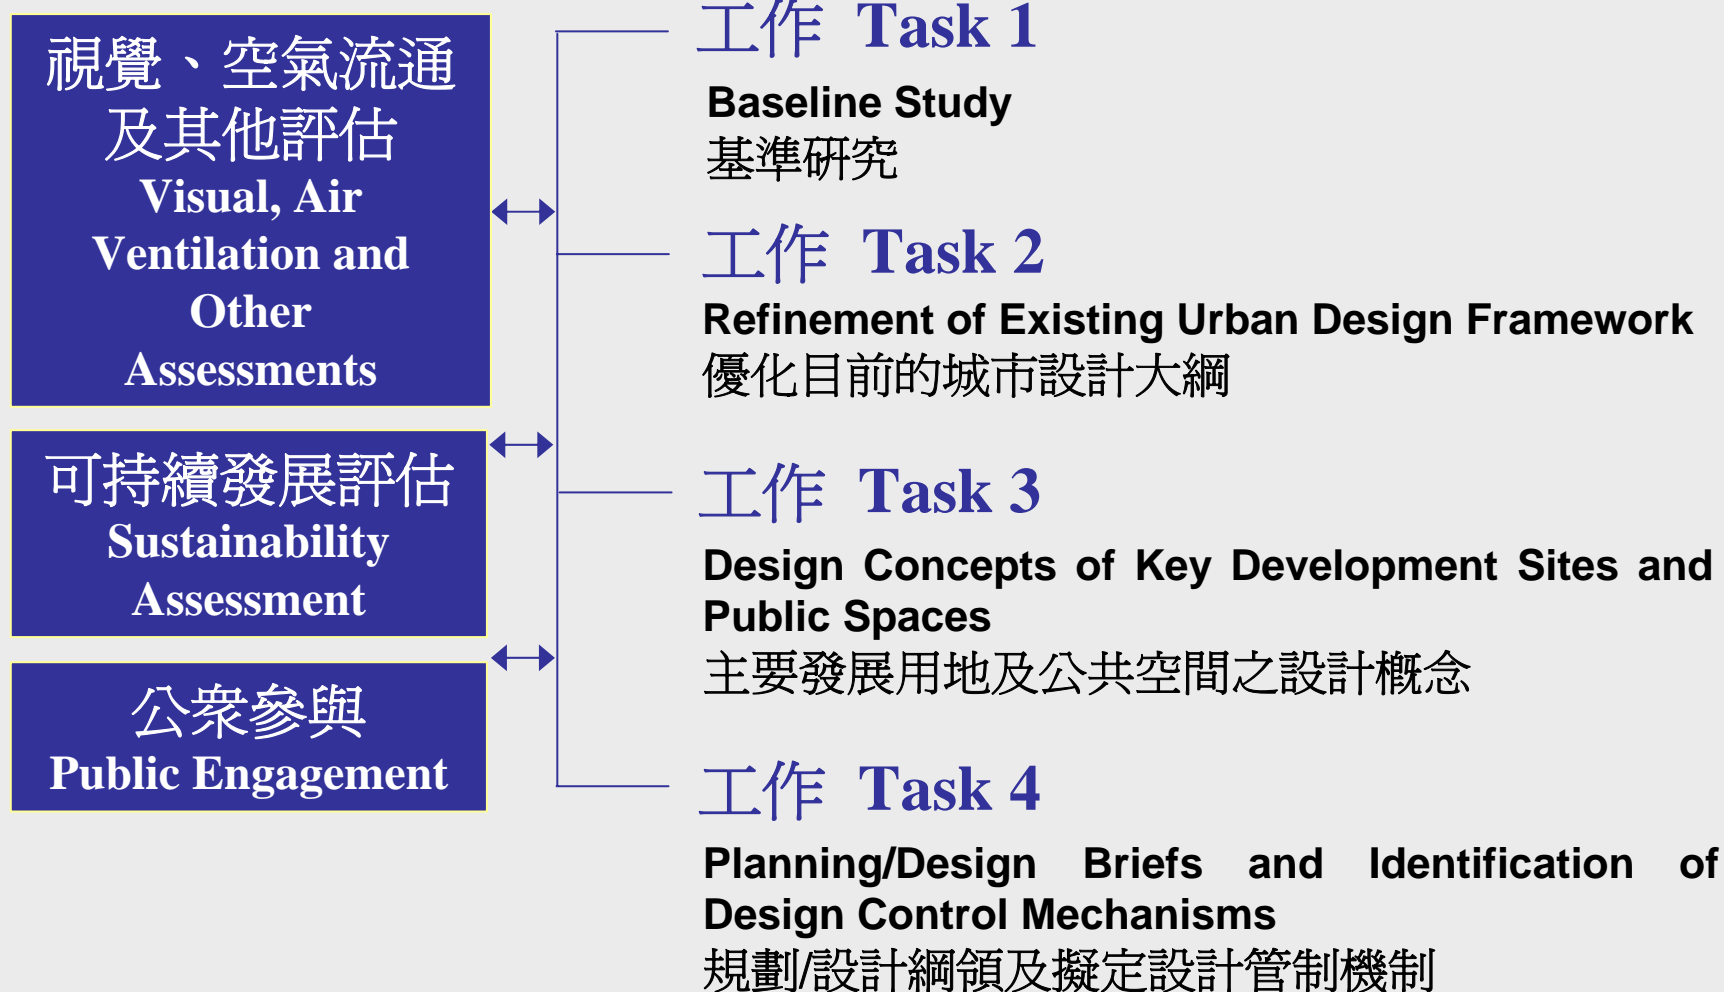 視覺、空氣流通
及其他評估
Visual, Air
Ventilation and
Other
Assessments
可持續發展評估
Sustainability
Assessment
公衆參與
Public Engagement
工作 Task 1
Baseline Study
基準研究
工作 Task 2
Refinement of Existing Urban Design Framework
優化目前的城市設計大綱
工作 Task 3
Design Concepts of Key Development Sites and
Public Spaces
主要發展用地及公共空間之設計概念
工作 Task 4
Planning/Design Briefs and Identification of
Design Control Mechanisms
規劃/設計綱領及擬定設計管制機制